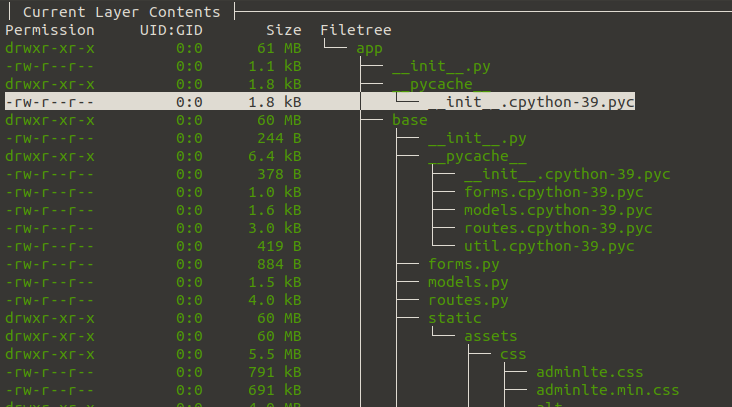 Current Layer Contents
Permission UID:GID Size Filetree
drwxr-xr-x 0:0 61 MB app
-rw-r--r-- 0:0 1.1 kB __init__.py
drwxr-xr-x 0:0 1.8 kB __pycache__
-rw-r--r-- 0:0 1.8 kB __init__.cpython-39.pyc
drwxr-xr-x 0:0 60 MB base
-rw-r--r-- 0:0 244 B __init__.py
drwxr-xr-x 0:0 6.4 kB __pycache__
-rw-r--r-- 0:0 378 B __init__.cpython-39.pyc
-rw-r--r-- 0:0 1.0 kB forms.cpython-39.pyc
-rw-r--r-- 0:0 1.6 kB models.cpython-39.pyc
-rw-r--r-- 0:0 3.0 kB routes.cpython-39.pyc
-rw-r--r-- 0:0 419 B util.cpython-39.pyc
-rw-r--r-- 0:0 884 B forms.py
-rw-r--r-- 0:0 1.5 kB models.py
-rw-r--r-- 0:0 4.0 kB routes.py
drwxr-xr-x 0:0 60 MB static
drwxr-xr-x 0:0 60 MB assets
drwxr-xr-x 0:0 5.5 MB css
-rw-r--r-- 0:0 791 kB adminlte.css
-rw-r--r-- 0:0 691 kB adminlte.min.css
drwxr-xr-x 0:0 1.9 MB alt